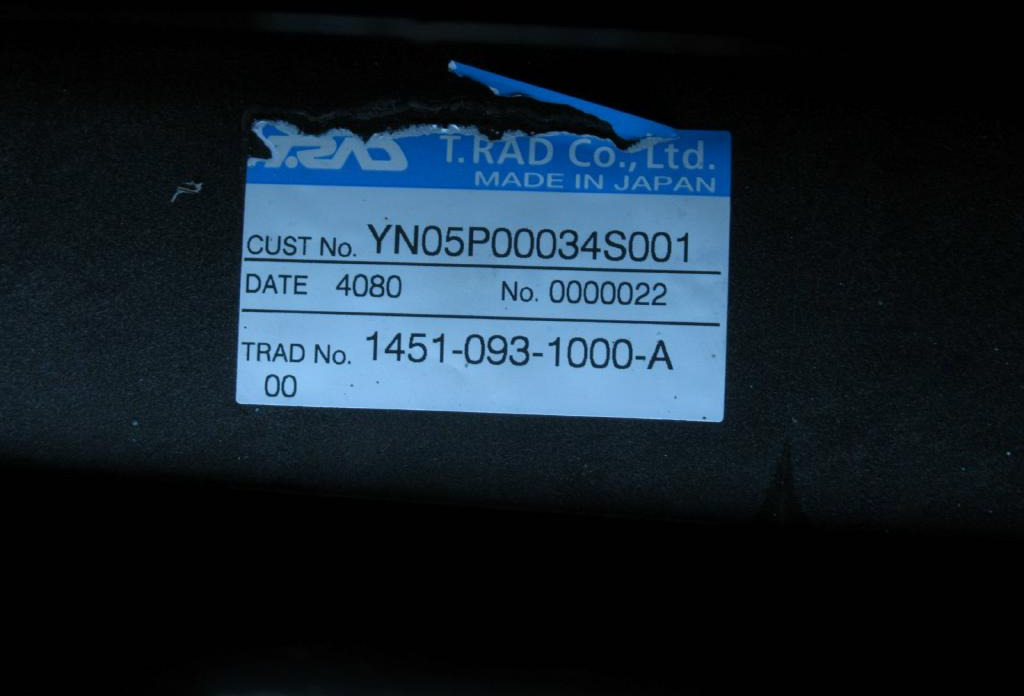 T.RAD Co., Ltd.
MADE IN JAPAN
CUST No. YN05P00034S001
DATE 4080 No. 0000022
TRAD No. 1451-093-1000-A
00